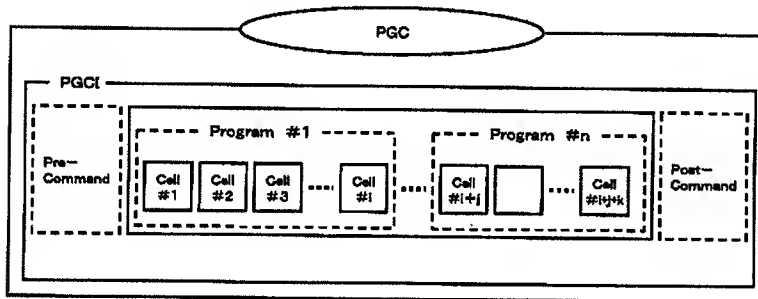 PGC
PGCI
Program #1
Program #n
Pre-
Command
Cell
#1
Cell
#2
Cell
#3
Cell
#i
Cell
#i+j
Cell
#i+j+k
Post-
Command